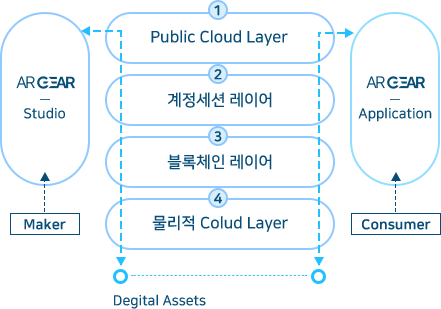 1
Public Cloud Layer
2
계정세션 레이어
3
블록체인 레이어
4
물리적 Colud Layer
ARGEAR
Studio
ARGEAR
Application
Maker
Consumer
Degital Assets